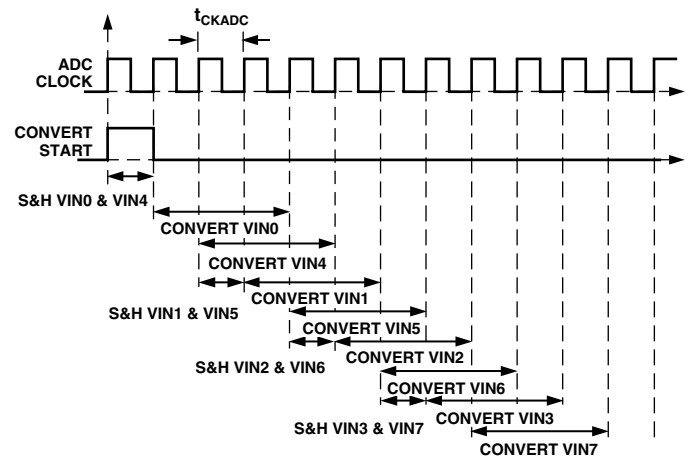 tCKADC
ADC
CLOCK
CONVERT
START
S&H VIN0 & VIN4
CONVERT VIN0
CONVERT VIN4
CONVERT VIN1
S&H VIN1 & VIN5
CONVERT VIN5
CONVERT VIN2
S&H VIN2 & VIN6
CONVERT VIN6
CONVERT VIN3
S&H VIN3 & VIN7
CONVERT VIN7